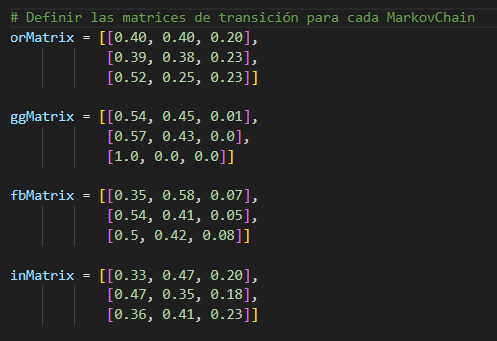 # Definir las matrices de transición para cada MarkovChain
orMatrix = [[0.40, 0.40, 0.20],
[0.39, 0.38, 0.23],
[0.52, 0.25, 0.23]]
ggMatrix = [[0.54, 0.45, 0.01],
[0.57, 0.43, 0.0],
[1.0, 0.0, 0.0]]
fbMatrix = [[0.35, 0.58, 0.07],
[0.54, 0.41, 0.05],
[0.5, 0.42, 0.08]]
inMatrix = [[0.33, 0.47, 0.20],
[0.47, 0.35, 0.18],
[0.36, 0.41, 0.23]]